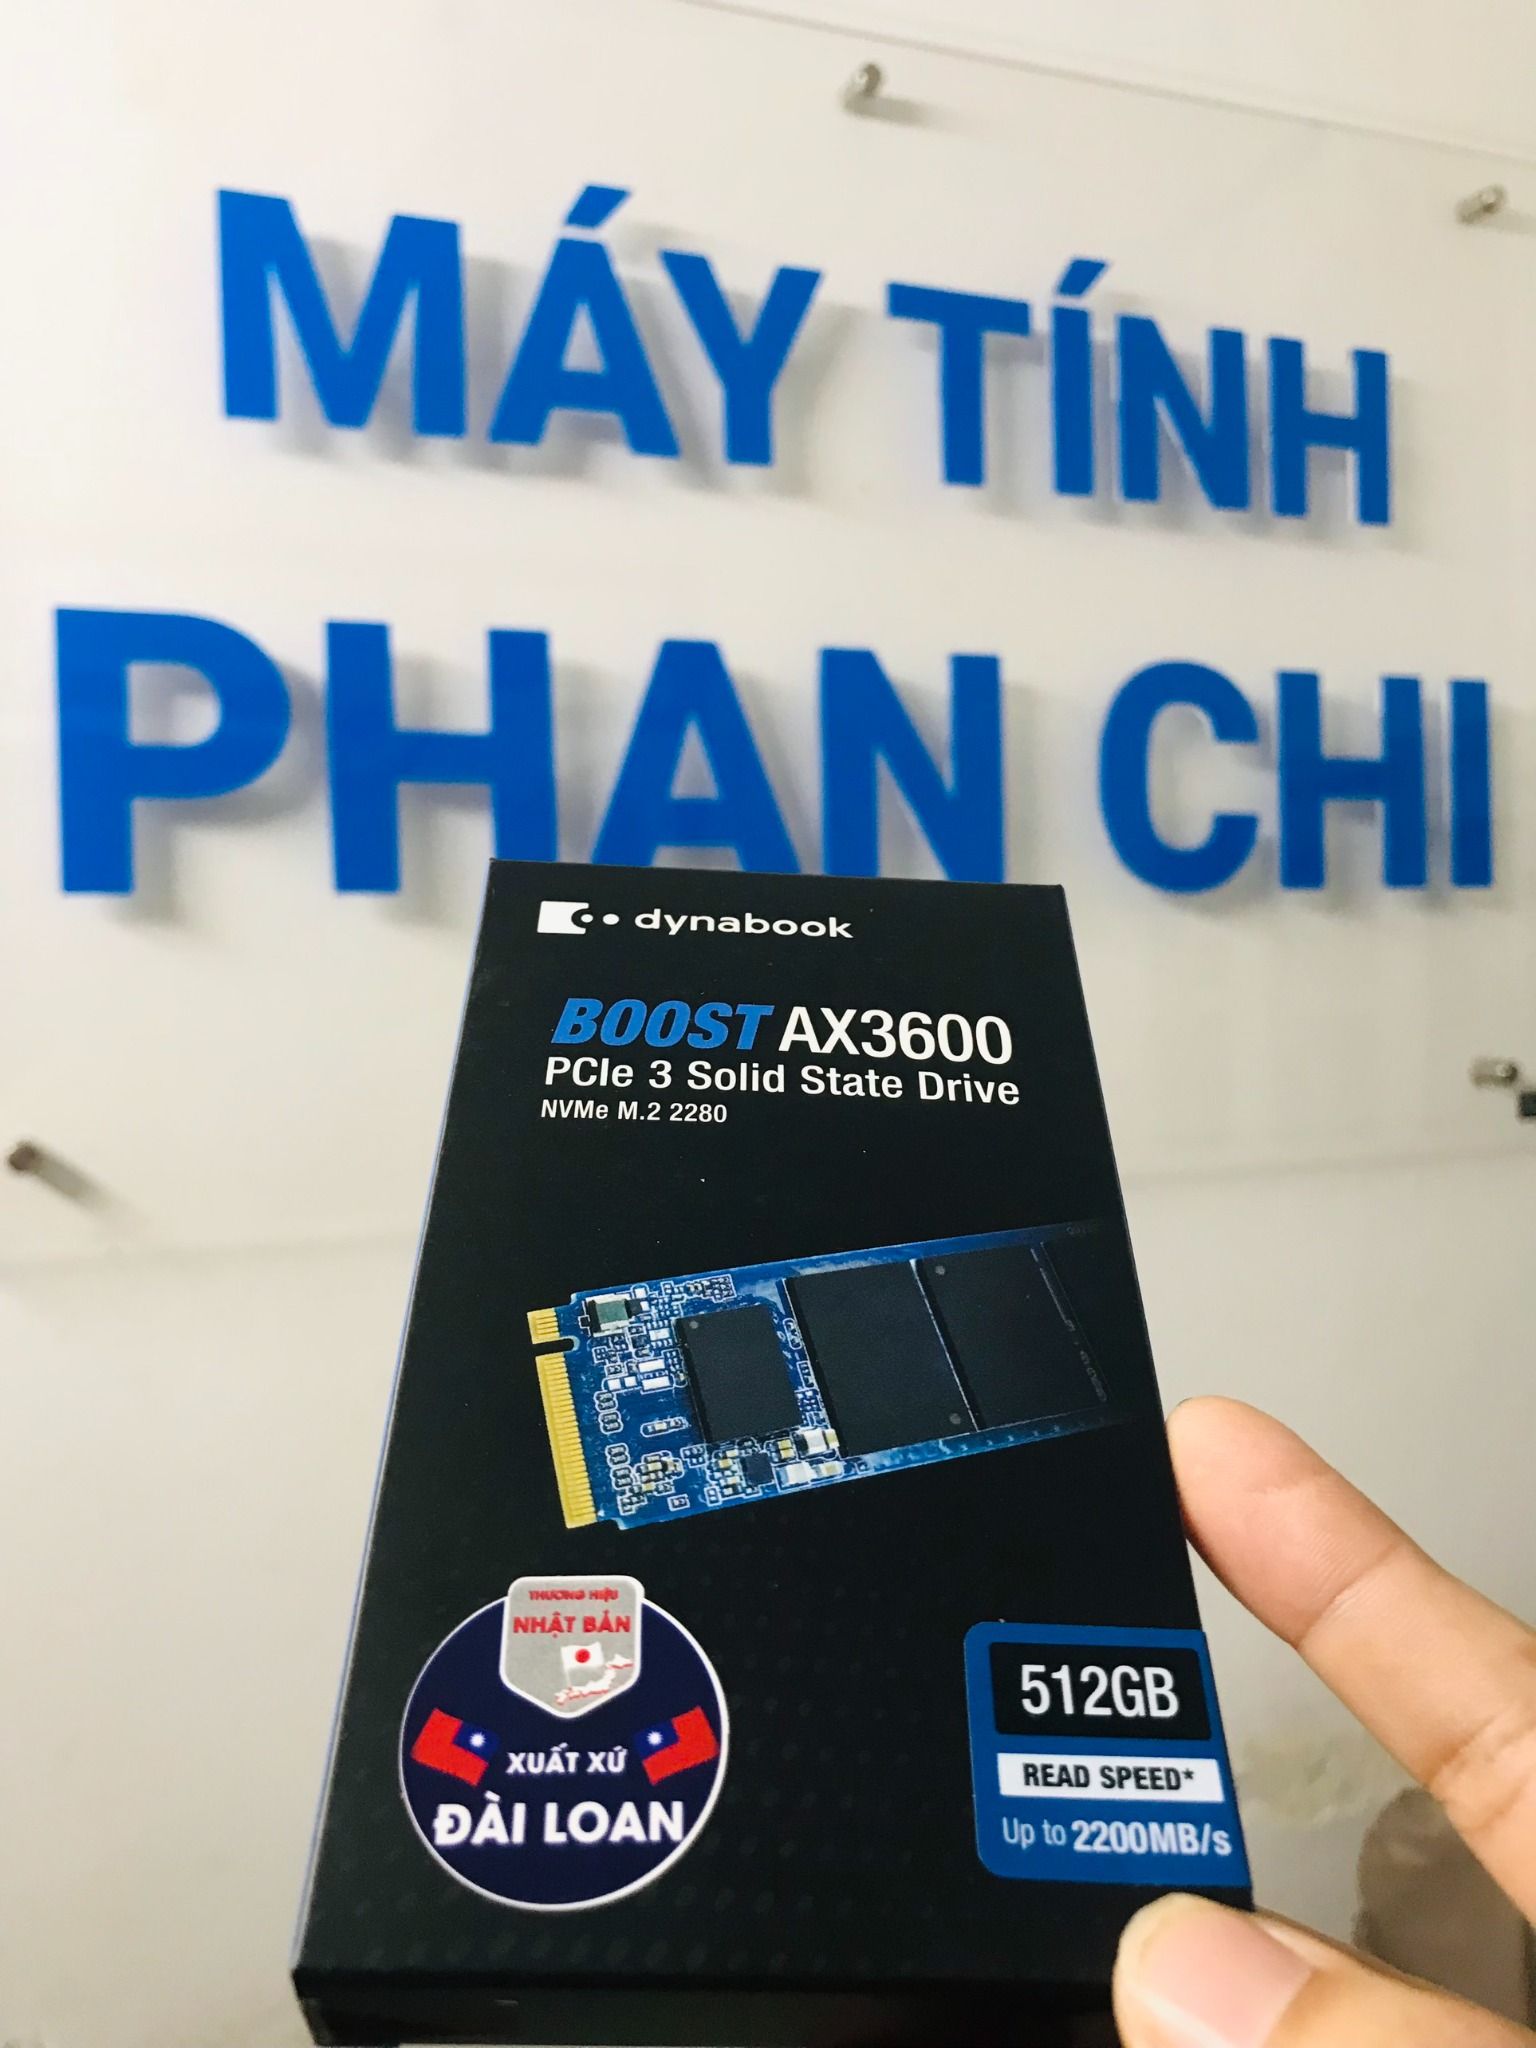 MÁY TÍNH
PHAN CHI
dynabook
BOOST AX3600
PCIe 3 Solid State Drive
NVMe M.2 2280
THƯƠNG HIỆU
NHẬT BẢN
XUẤT XỨ
ĐÀI LOAN
512GB
READ SPEED*
Up to 2200MB/s